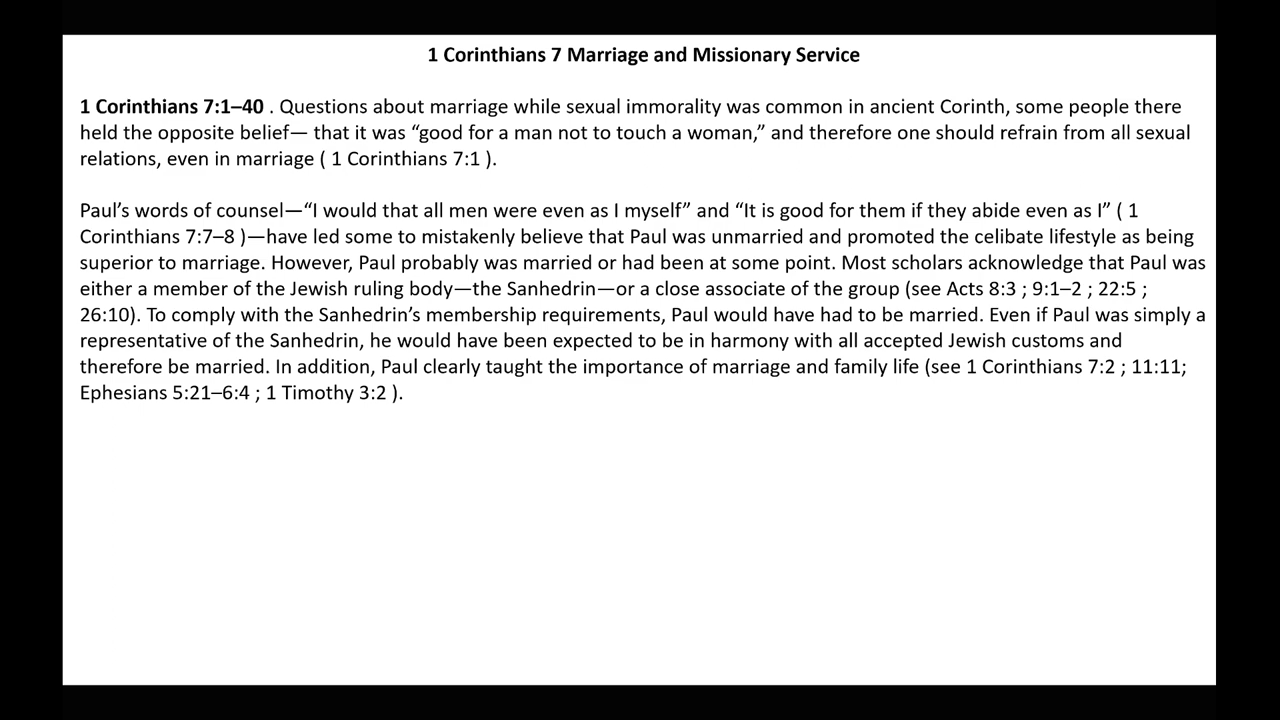 1 Corinthians 7 Marriage and Missionary Service
1 Corinthians 7:1–40 . Questions about marriage while sexual immorality was common in ancient Corinth, some people there
held the opposite belief— that it was “good for a man not to touch a woman,” and therefore one should refrain from all sexual
relations, even in marriage ( 1 Corinthians 7:1 ).
Paul’s words of counsel—“I would that all men were even as I myself” and “It is good for them if they abide even as I” ( 1
Corinthians 7:7–8 )—have led some to mistakenly believe that Paul was unmarried and promoted the celibate lifestyle as being
superior to marriage. However, Paul probably was married or had been at some point. Most scholars acknowledge that Paul was
either a member of the Jewish ruling body—the Sanhedrin—or a close associate of the group (see Acts 8:3 ; 9:1–2 ; 22:5 ;
26:10). To comply with the Sanhedrin’s membership requirements, Paul would have had to be married. Even if Paul was simply a
representative of the Sanhedrin, he would have been expected to be in harmony with all accepted Jewish customs and
therefore be married. In addition, Paul clearly taught the importance of marriage and family life (see 1 Corinthians 7:2 ; 11:11;
Ephesians 5:21–6:4 ; 1 Timothy 3:2 ).